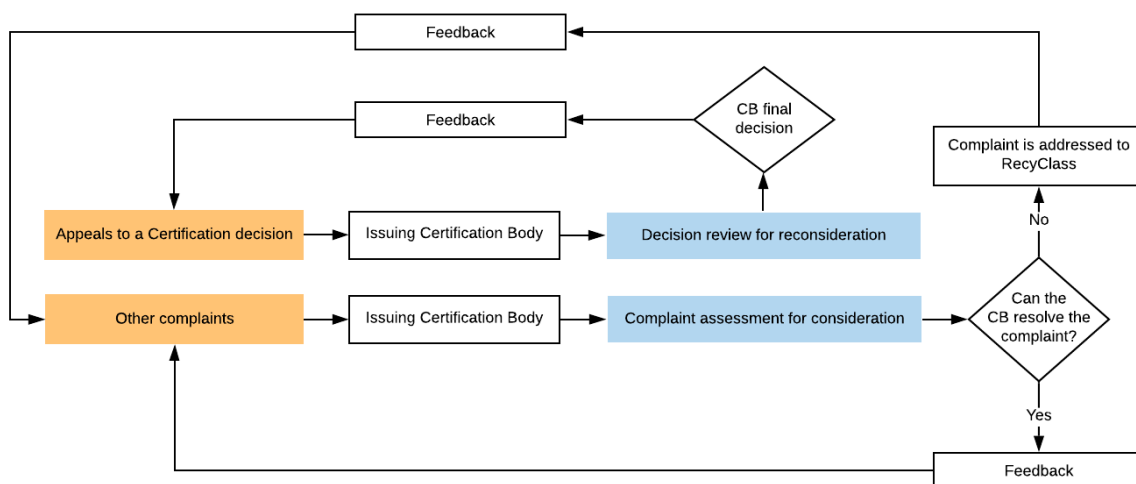 Feedback
Feedback
CB final
decision
Complaint is addressed to
RecyClass
Appeals to a Certification decision
Issuing Certification Body
Decision review for reconsideration
No
Other complaints
Issuing Certification Body
Complaint assessment for consideration
Can the
CB resolve the
complaint?
Yes
Feedback